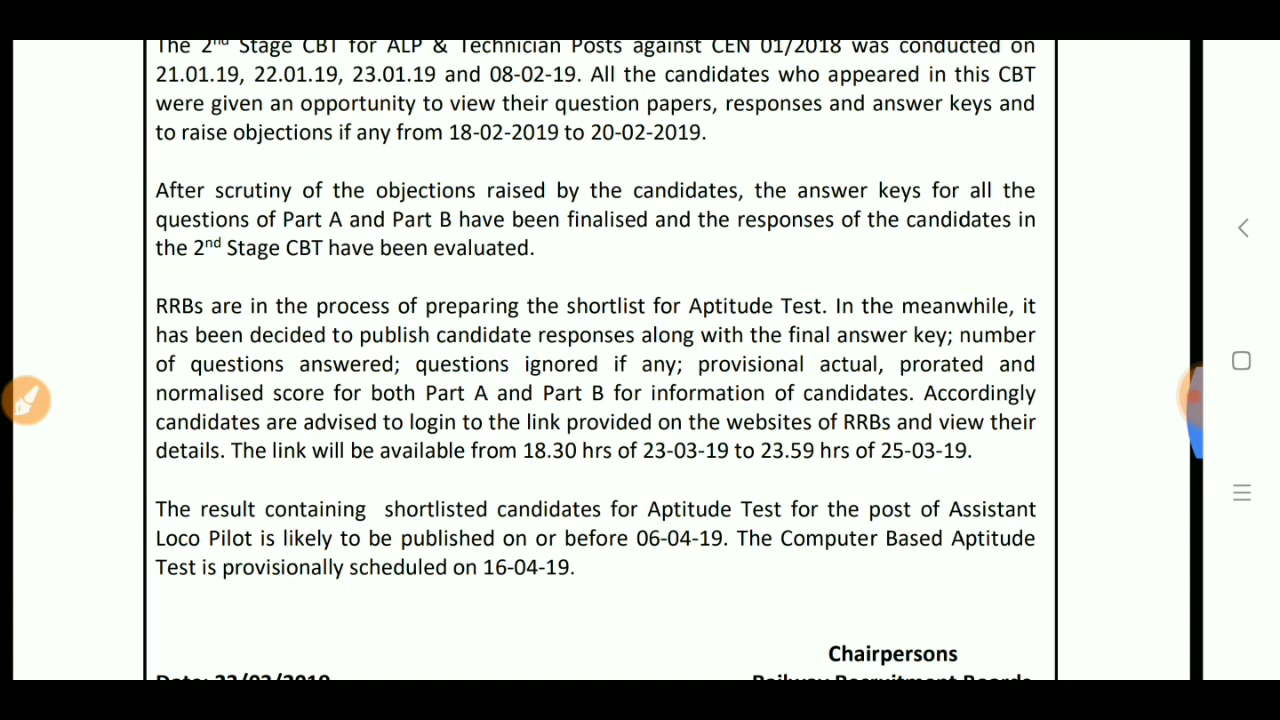 The 2nd Stage CBT for ALP & Technician Posts against CEN 01/2018 was conducted on
21.01.19, 22.01.19, 23.01.19 and 08-02-19. All the candidates who appeared in this CBT
were given an opportunity to view their question papers, responses and answer keys and
to raise objections if any from 18-02-2019 to 20-02-2019.
After scrutiny of the objections raised by the candidates, the answer keys for all the
questions of Part A and Part B have been finalised and the responses of the candidates in
the 2nd Stage CBT have been evaluated.
RRBs are in the process of preparing the shortlist for Aptitude Test. In the meanwhile, it
has been decided to publish candidate responses along with the final answer key; number
of questions answered; questions ignored if any; provisional actual, prorated and
normalised score for both Part A and Part B for information of candidates. Accordingly
candidates are advised to login to the link provided on the websites of RRBs and view their
details. The link will be available from 18.30 hrs of 23-03-19 to 23.59 hrs of 25-03-19.
The result containing shortlisted candidates for Aptitude Test for the post of Assistant
Loco Pilot is likely to be published on or before 06-04-19. The Computer Based Aptitude
Test is provisionally scheduled on 16-04-19.
Chairpersons
Date:
Railway Recruitment Boards